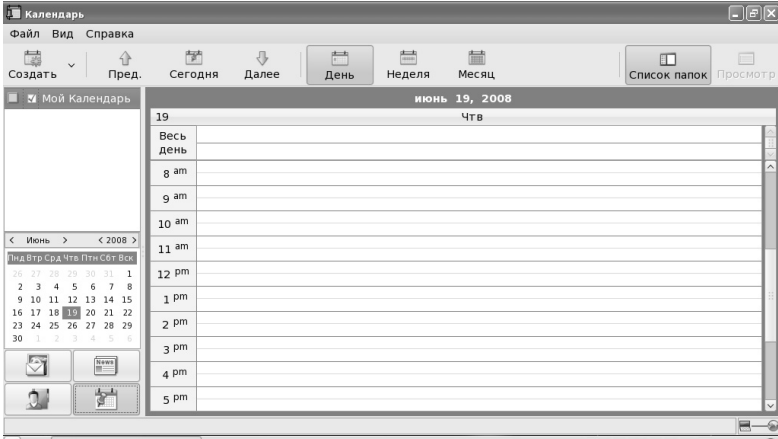 Календарь
Файл Вид Справка
Создать Пред. Сегодня Далее День Неделя Месяц Список папок Просмотр
Мой Календарь
июнь 19, 2008
19 Чтв
Весь
день
8 am
9 am
10 am
11 am
12 pm
1 pm
2 pm
3 pm
4 pm
5 pm
< Июнь > < 2008 >
Пнд Втр Срд Чтв Птн Сбт Вск
26 27 28 29 30 31 1
2 3 4 5 6 7 8
9 10 11 12 13 14 15
16 17 18 19 20 21 22
23 24 25 26 27 28 29
30 1 2 3 4 5 6
News